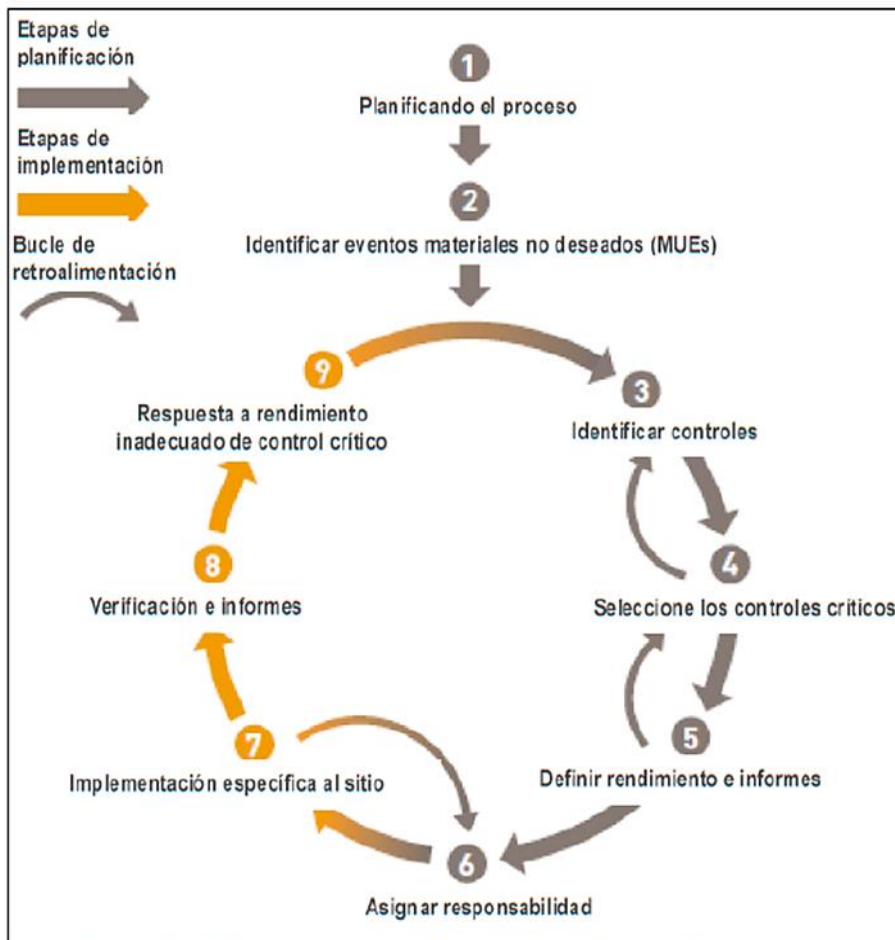 Etapas de
planificación
Etapas de
implementación
Bucle de
retroalimentación
1
Planificando el proceso
2
Identificar eventos materiales no deseados (MUEs)
3
Identificar controles
4
Seleccione los controles críticos
5
Definir rendimiento e informes
6
Asignar responsabilidad
7
Implementación específica al sitio
8
Verificación e informes
9
Respuesta a rendimiento
inadecuado de control crítico